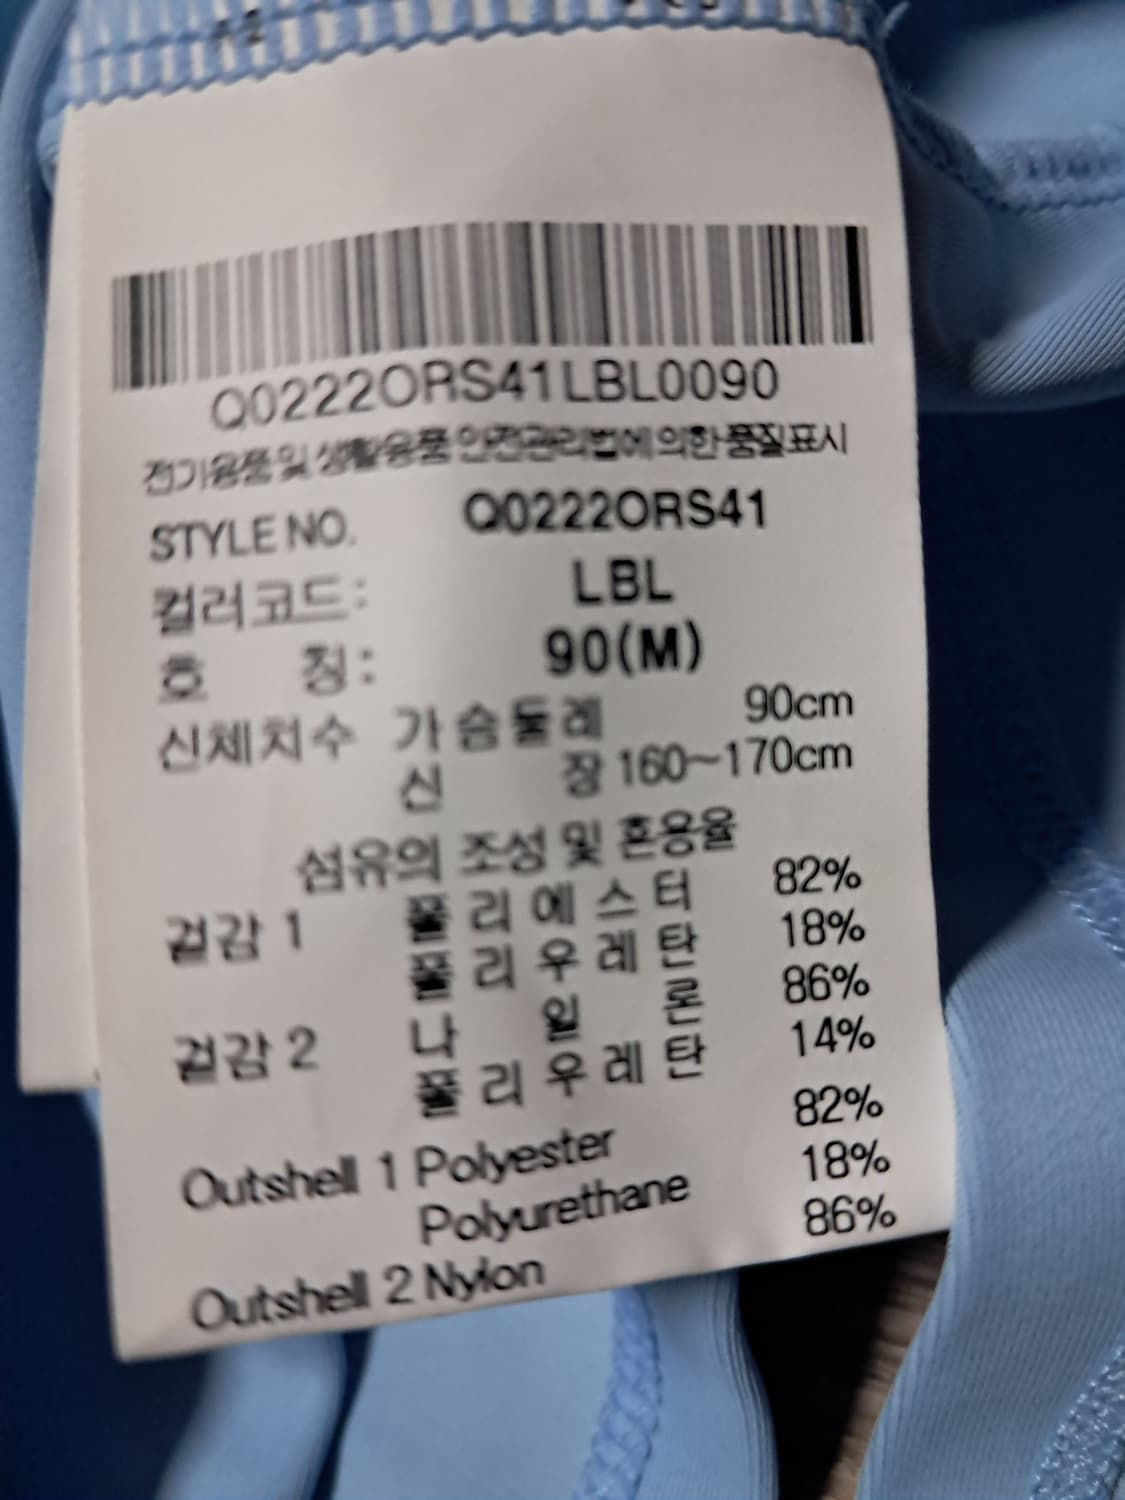 Q0222ORS41LBL0090
전기용품 및 생활용품 안전관리법에 의한 품질표시
STYLE NO. Q0222ORS41
컬러코드: LBL
호 칭: 90(M)
신체치수 가슴둘레 90cm
신 장 160~170cm
섬유의 조성 및 혼용율
겉감 1 폴리에스터 82%
폴리우레탄 18%
겉감 2 나일론 86%
폴리우레탄 14%
Outshell 1 Polyester 82%
Polyurethane 18%
Outshell 2 Nylon 86%